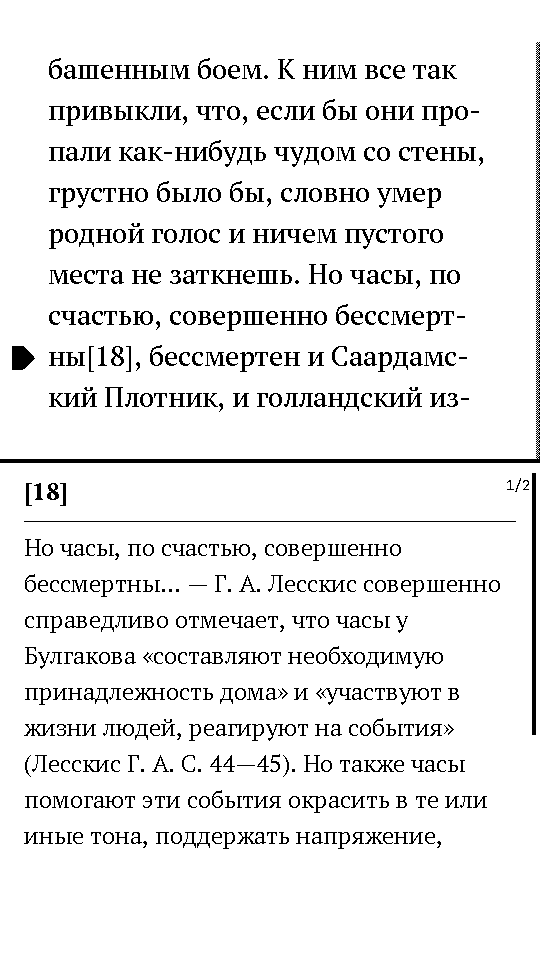 башенным боем. К ним все так
привыкли, что, если бы они про-
пали как-нибудь чудом со стены,
грустно было бы, словно умер
родной голос и ничем пустого
места не заткнешь. Но часы, по
счастью, совершенно бессмерт-
ны[18], бессмертен и Саардамс-
кий Плотник, и голландский из-
[18]
1/2
Но часы, по счастью, совершенно
бессмертны... — Г. А. Лесскис совершенно
справедливо отмечает, что часы у
Булгакова «составляют необходимую
принадлежность дома» и «участвуют в
жизни людей, реагируют на события»
(Лесскис Г. А. С. 44—45). Но также часы
помогают эти события окрасить в те или
иные тона, поддержать напряжение,